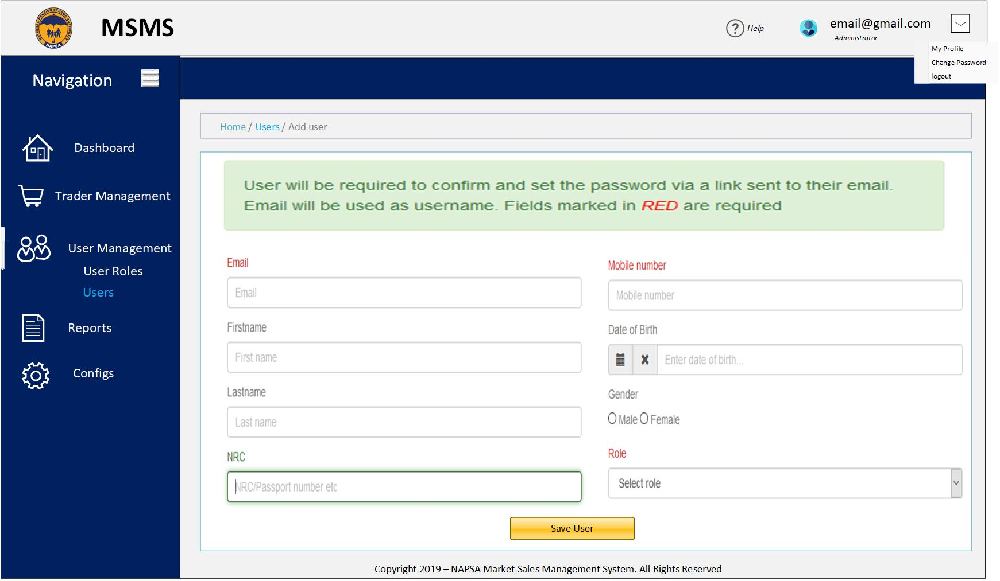 NATIONAL PENSION SCHEME AUTHORITY
NAPSA
MSMS
? Help
email@gmail.com
Administrator
My Profile
Change Password
logout
Navigation
Dashboard
Trader Management
User Management
User Roles
Users
Reports
Configs
Home / Users / Add user
User will be required to confirm and set the password via a link sent to their email.
Email will be used as username. Fields marked in RED are required
Email
Email
Firstname
First name
Lastname
Last name
NRC
NRC/Passport number etc
Mobile number
Mobile number
Date of Birth
Enter date of birth...
Gender
Male Female
Role
Select role
Save User
Copyright 2019 – NAPSA Market Sales Management System. All Rights Reserved